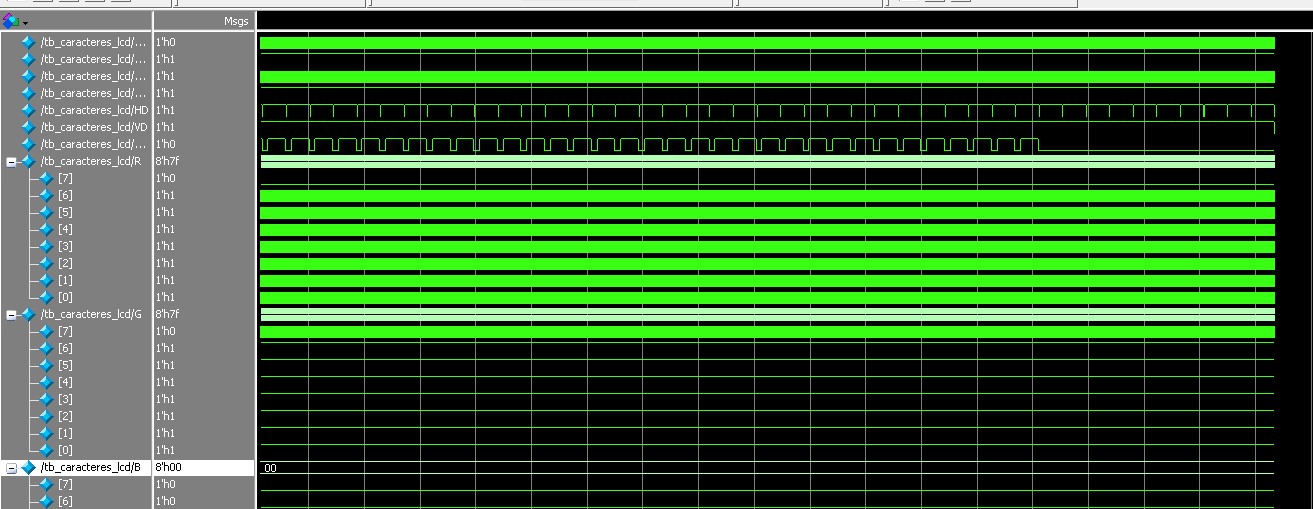 Msgs
/tb_caracteres_lcd/... 1'h0
/tb_caracteres_lcd/... 1'h1
/tb_caracteres_lcd/... 1'h1
/tb_caracteres_lcd/... 1'h1
/tb_caracteres_lcd/HD 1'h1
/tb_caracteres_lcd/VD 1'h1
/tb_caracteres_lcd/... 1'h0
/tb_caracteres_lcd/R 8'h7f
[7] 1'h0
[6] 1'h1
[5] 1'h1
[4] 1'h1
[3] 1'h1
[2] 1'h1
[1] 1'h1
[0] 1'h1
/tb_caracteres_lcd/G 8'h7f
[7] 1'h0
[6] 1'h1
[5] 1'h1
[4] 1'h1
[3] 1'h1
[2] 1'h1
[1] 1'h1
[0] 1'h1
/tb_caracteres_lcd/B 8'h00 00
[7] 1'h0
[6] 1'h0